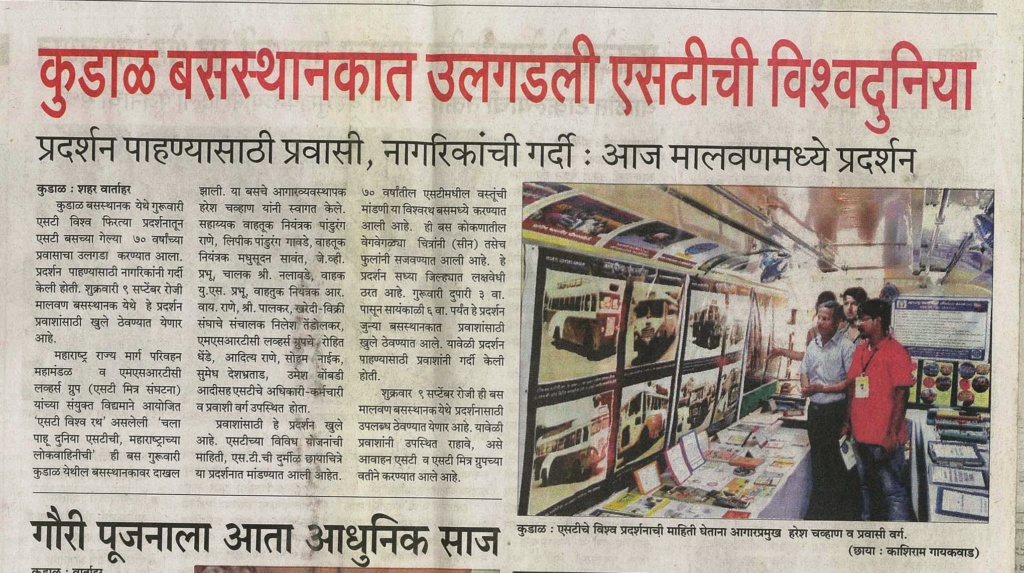 कुडाळ बसस्थानकात उलगडली एसटीची विश्वदुनिया
प्रदर्शन पाहण्यासाठी प्रवासी, नागरिकांची गर्दी : आज मालवणमध्ये प्रदर्शन
कुडाळ : शहर वार्ताहर
कुडाळ बसस्थानक येथे गुरूवारी
एसटी विश्व फिरत्या प्रदर्शनातून
एसटी बसच्या गेल्या ७० वर्षांच्या
प्रवासाचा उलगडा करण्यात आला.
प्रदर्शन पाहण्यासाठी नागरिकांनी गर्दी
केली होती. शुक्रवारी ९ सप्टेंबर रोजी
मालवण बसस्थानक येथे हे प्रदर्शन
प्रवाशांसाठी खुले ठेवण्यात येणार
आहे.
महाराष्ट्र राज्य मार्ग परिवहन
महामंडळ व एमएसआरटीसी
लव्हर्स ग्रुप (एसटी मित्र संघटना)
यांच्या संयुक्त विद्यमाने आयोजित
'एसटी विश्व रथ' असलेली 'चला
पाहू दुनिया एसटीची, महाराष्ट्राच्या
लोकवाहिनीची' ही बस गुरूवारी
कुडाळ येथील बसस्थानकावर दाखल
झाली. या बसचे आगारव्यवस्थापक
हरेश चव्हाण यांनी स्वागत केले.
सहाय्यक वाहतूक नियंत्रक पांडुरंग
राणे, लिपीक पांडुरंग गावडे, वाहतूक
नियंत्रक मधुसूदन सावंत, जे.व्ही.
प्रभू, चालक श्री. नलावडे, वाहक
यु.एस. प्रभू, वाहतुक नियंत्रक आर.
वाय. राणे, श्री. पालकर, खरेदी-विक्री
संघाचे संचालक निलेश तेंडोलकर,
एमएसआरटीसी लव्हर्स ग्रुपचे, रोहित
धेंडे, आदित्य राणे, सोहम नाईक,
सुमेध देशभ्रतार, उमेश बोंबडी
आदीसह एसटीचे अधिकारी-कर्मचारी
व प्रवाशी वर्ग उपस्थित होता.
प्रवाशांसाठी हे प्रदर्शन खुले
आहे. एसटीच्या विविध योजनांची
माहिती, एस.टी.ची दुर्मीळ छायाचित्रे
या प्रदर्शनात मांडण्यात आली आहेत.
७० वर्षांतील एसटीमधील वस्तूंची
मांडणी या विश्वरथ बसमध्ये करण्यात
आली आहे. ही बस कोकणातील
वेगवेगळ्या चित्रांनी (सीन) तसेच
फुलांनी सजवण्यात आली आहे. हे
प्रदर्शन सध्या जिल्ह्यात लक्षवेधी
ठरत आहे. गुरूवारी दुपारी ३ वा.
पासून सायंकाळी ६ वा. पर्यंत हे प्रदर्शन
जुन्या बसस्थानकात प्रवाशांसाठी
खुले ठेवण्यात आले. यावेळी प्रदर्शन
पाहण्यासाठी प्रवाशांनी गर्दी केली
होती.
शुक्रवार ९ सप्टेंबर रोजी ही बस
मालवण बसस्थानक येथे प्रदर्शनासाठी
उपलब्ध ठेवण्यात येणार आहे. यावेळी
प्रवाशांनी उपस्थित राहावे, असे
आवाहन एसटी व एसटी मित्र ग्रुपच्या
वतीने करण्यात आले आहे.
कुडाळ : एसटीचे विश्व प्रदर्शनाची माहिती घेताना आगारप्रमुख हरेश चव्हाण व प्रवासी वर्ग.
(छाया : काशिराम गायकवाड)
गौरी पूजनाला आता आधुनिक साज
कुडाळ : वार्ताहर